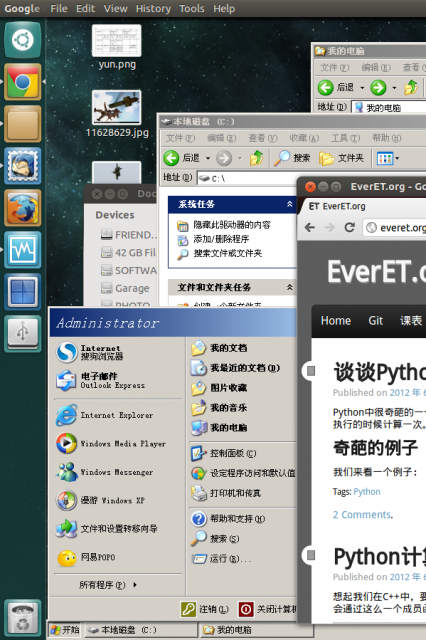 Google File Edit View History Tools Help
yun.png
11628629.jpg
我的电脑
文件(F) 编辑(E) 查看(V
后退
地址(D) 我的电脑
本地磁盘 (C:)
文件(F) 编辑(E) 查看(V) 收藏(A) 工具(T) 帮助(H)
后退 搜索 文件夹
地址(D) C:\
系统任务
隐藏此驱动器的内容
添加/删除程序
搜索文件或文件夹
文件和文件夹任务
创建一个新文件夹
Doc
Devices
FRIEND..
42 GB Fil
SOFTWA
Garage
PHOTO
EverET.org - Go
ET EverET.org
everet.org
EverET.o
Home Git 课表
谈谈Pytho
Published on 2012 年 6
Python中很奇葩的一
执行的时候计算一次。
奇葩的例子
我们来看一个例子：
Tags: Python
2 Comments.
Python计算
Published on 2012 年 6
想起我们在C++中，要
会通过这么一个成员函
Administrator
Internet
搜狗浏览器
电子邮件
Outlook Express
Internet Explorer
Windows Media Player
Windows Messenger
漫游 Windows XP
文件和设置转移向导
网易POPO
所有程序(P)
我的文档
我最近的文档(D)
图片收藏
我的音乐
我的电脑
控制面板(C)
设定程序访问和默认值
打印机和传真
帮助和支持(H)
搜索(S)
运行(R)...
注销(L) 关闭计算机
开始 本地磁盘 (C:) 我的电脑